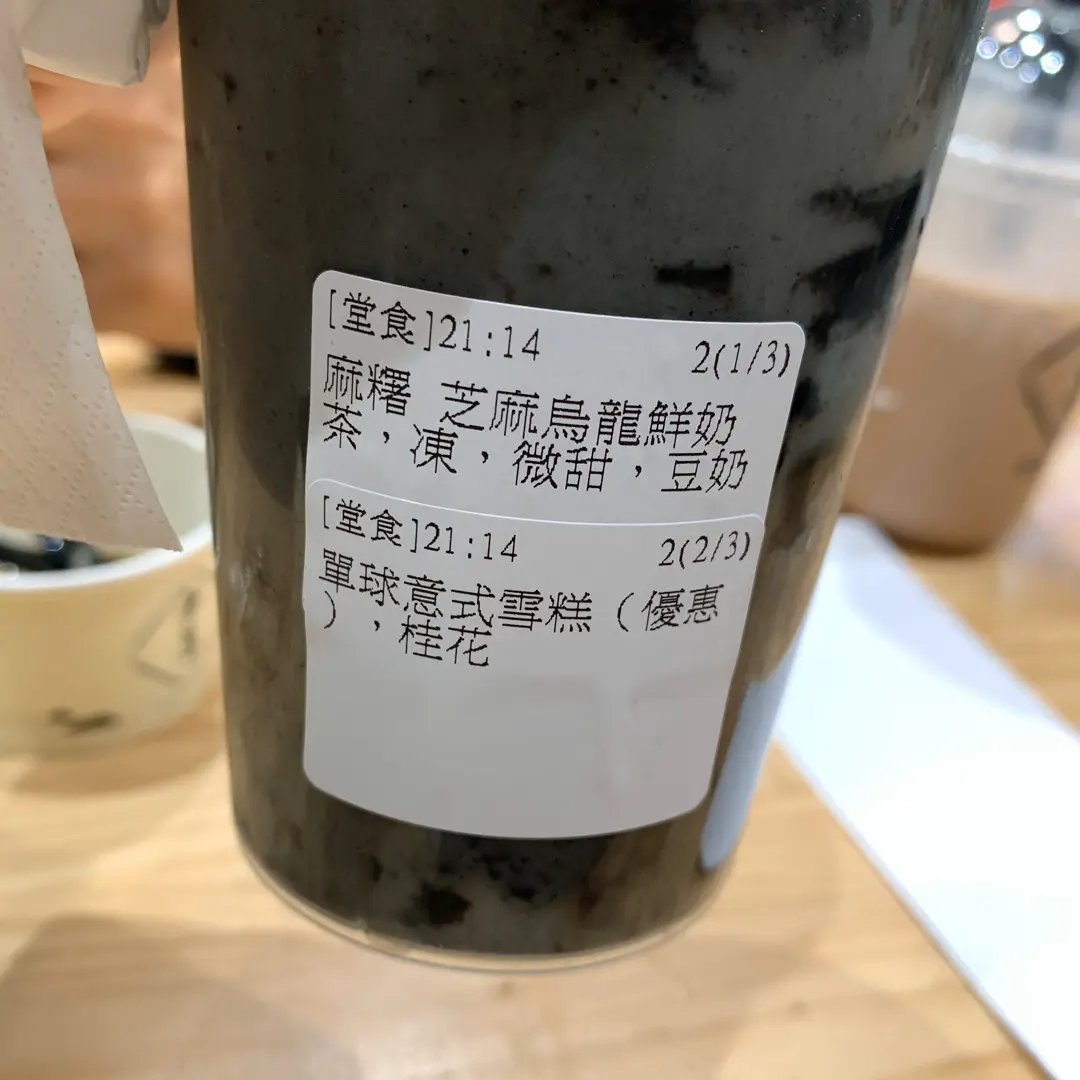 [堂食]21:14 2(1/3)
麻糬 芝麻烏龍鮮奶
茶，凍，微甜，豆奶
[堂食]21:14 2(2/3)
單球意式雪糕（優惠
），桂花